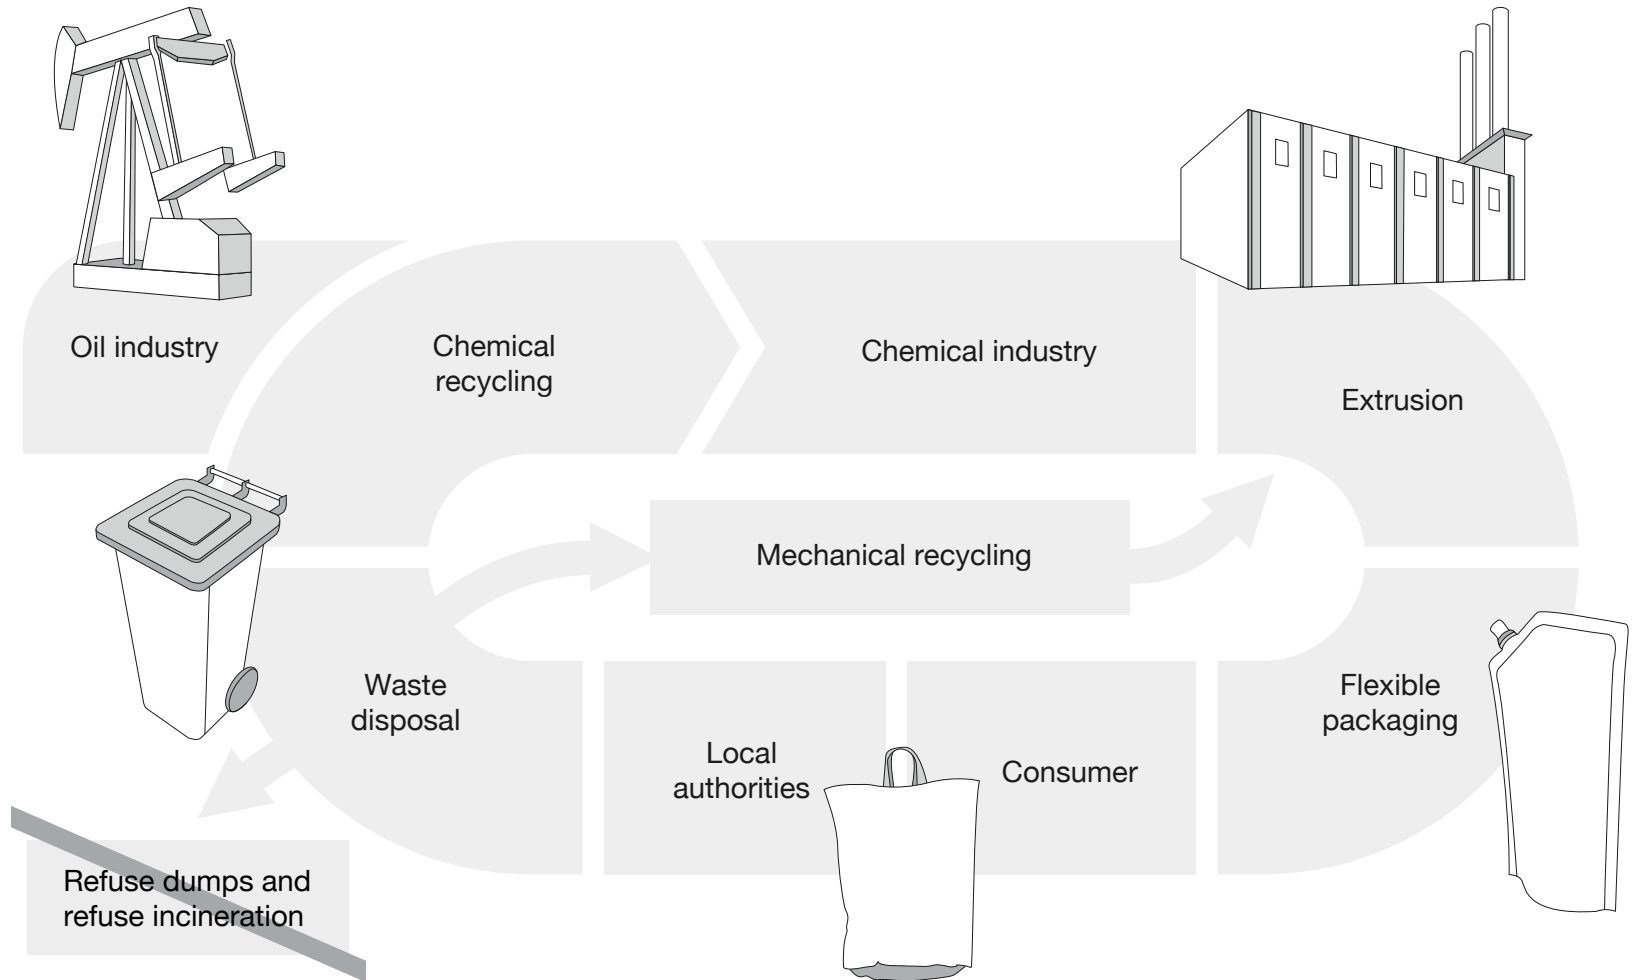 Oil industry
Chemical
recycling
Chemical industry
Extrusion
Mechanical recycling
Waste
disposal
Local
authorities
Consumer
Flexible
packaging
Refuse dumps and
refuse incineration